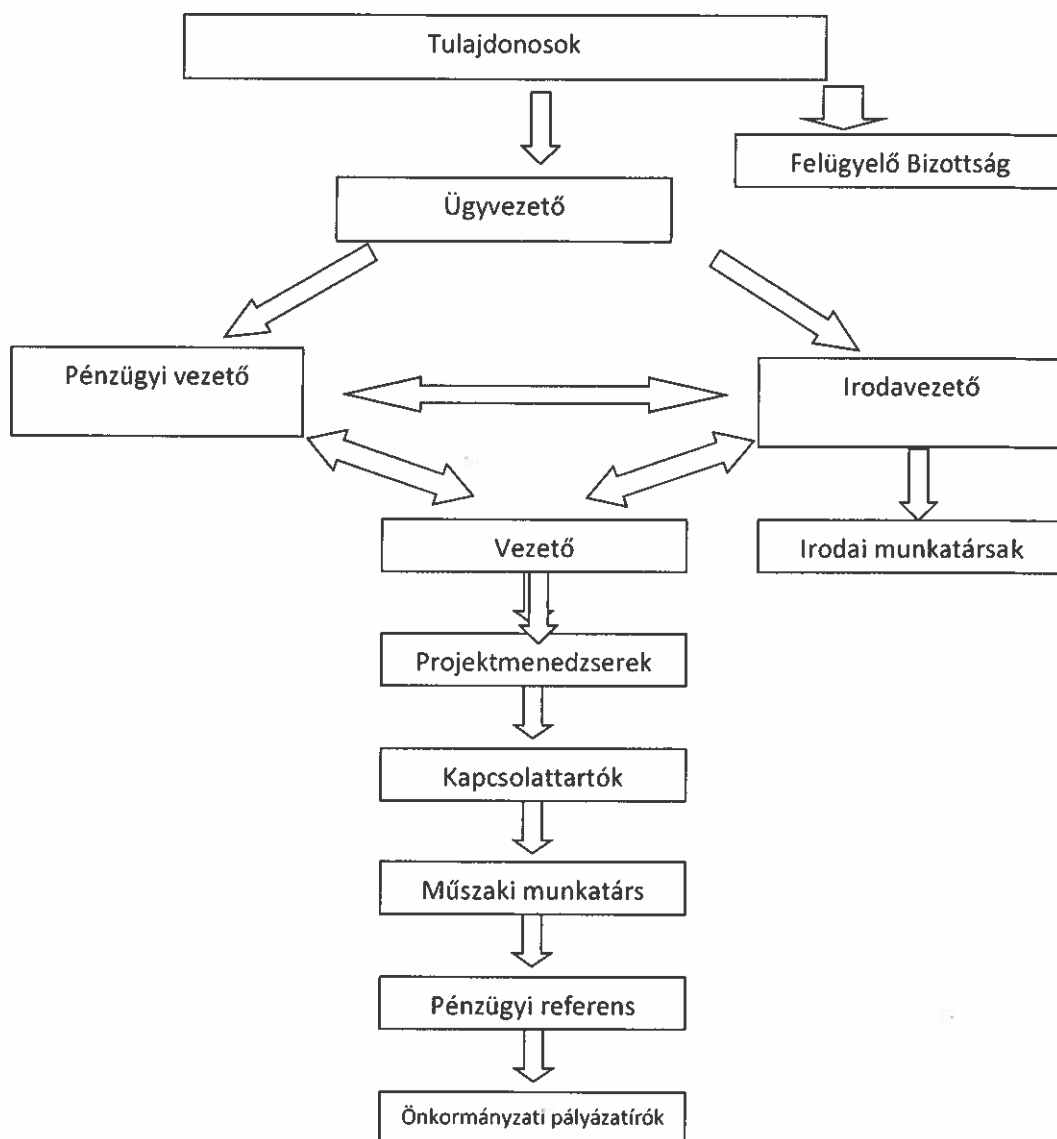 Tulajdonosok
Felügyelő Bizottság
Ügyvezető
Pénzügyi vezető
Irodavezető
Vezető
Irodai munkatársak
Projektmenedzserek
Kapcsolattartók
Műszaki munkatárs
Pénzügyi referens
Önkormányzati pályázatírók